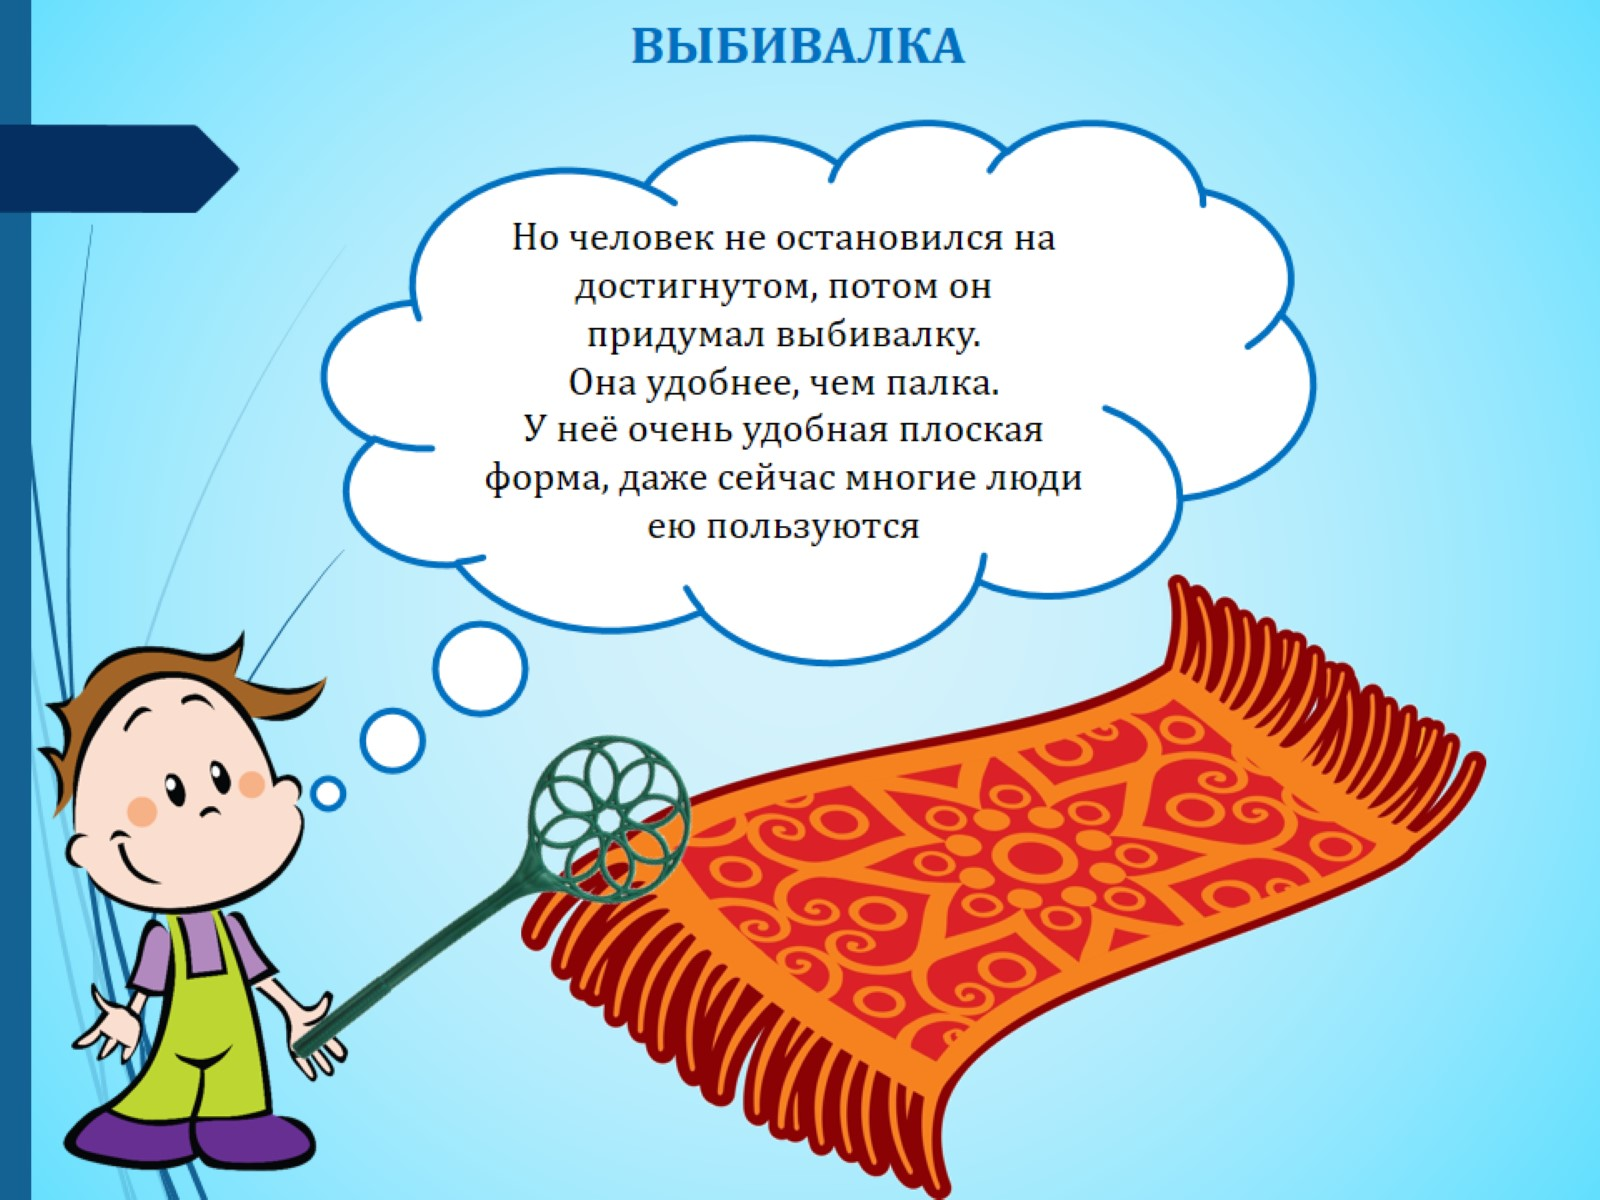 ВЫБИВАЛКА
Но человек не остановился на
достигнутом, потом он
придумал выбивалку.
Она удобнее, чем палка.
У неё очень удобная плоская
форма, даже сейчас многие люди
ею пользуются